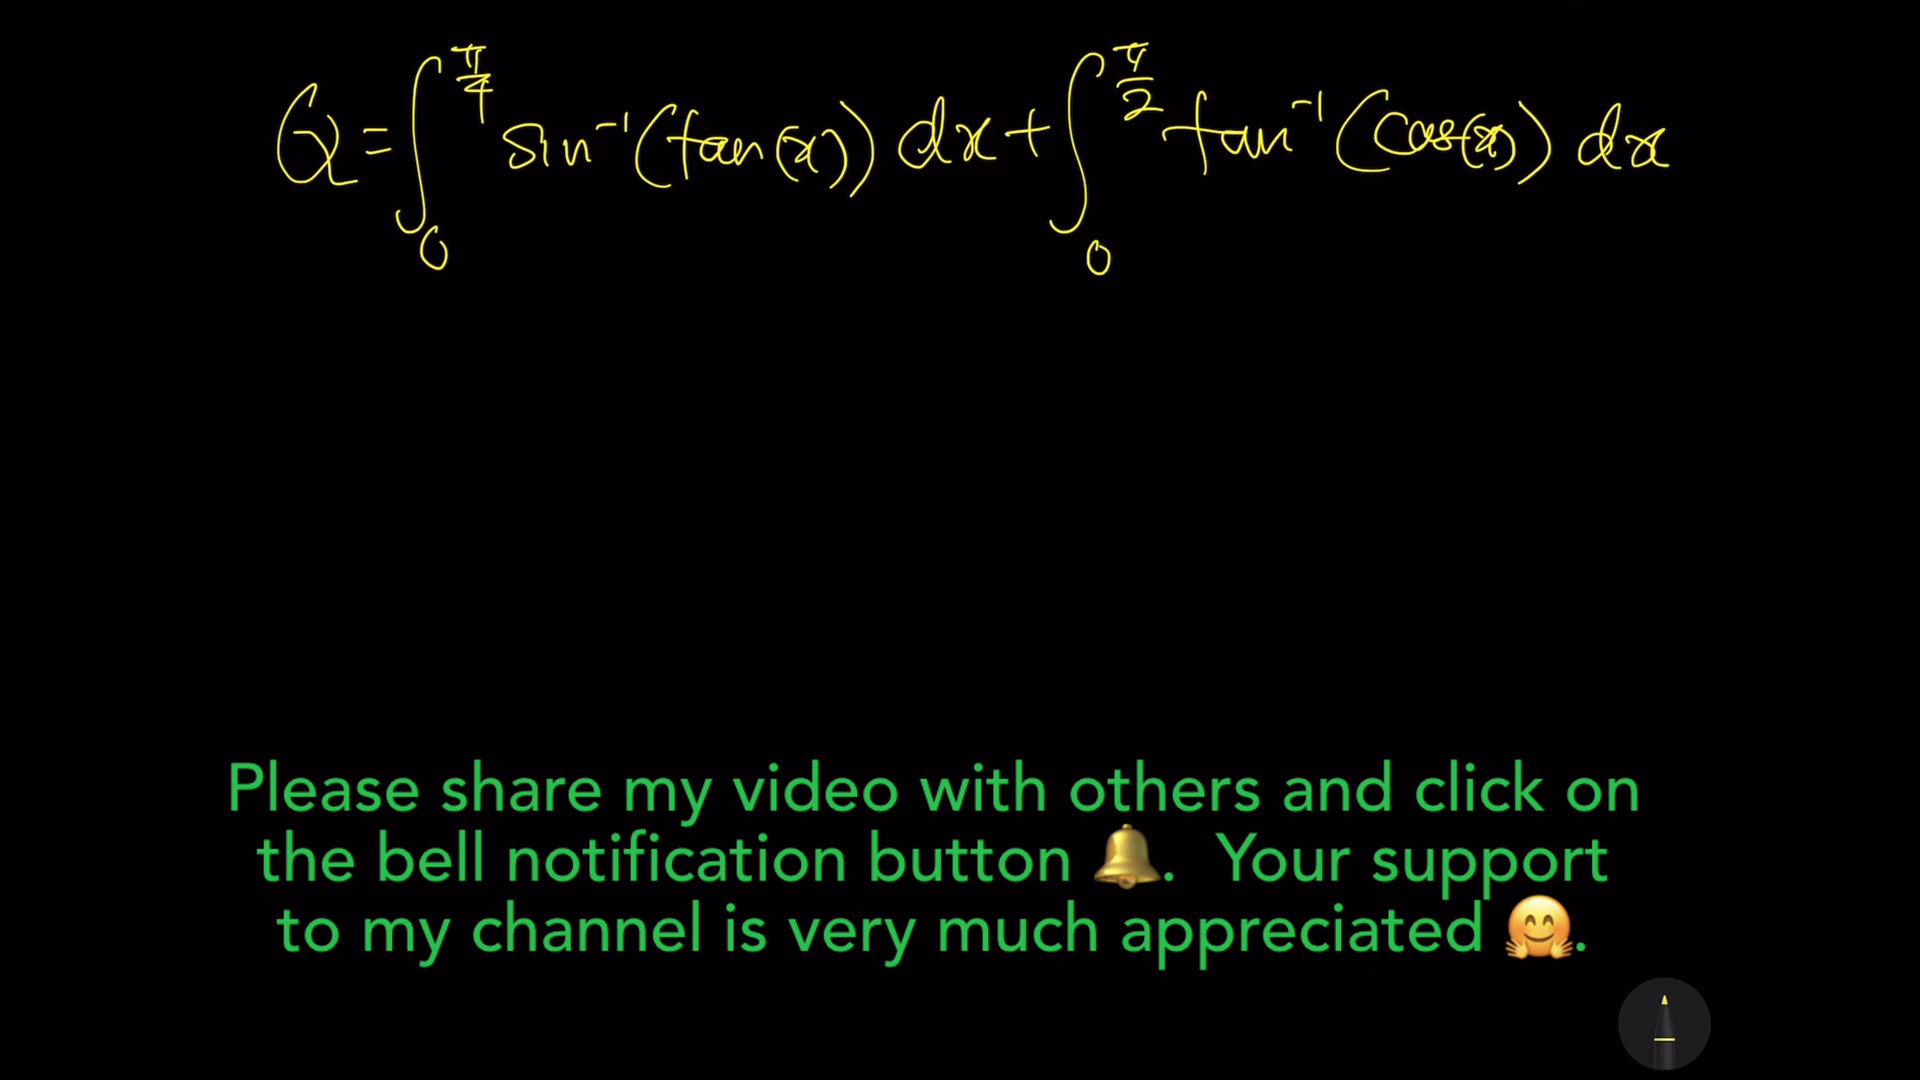 Q = ∫₀^(π/4) sin⁻¹(tan(x)) dx + ∫₀^(π/2) tan⁻¹(cos(x)) dx
Please share my video with others and click on
the bell notification button 🔔. Your support
to my channel is very much appreciated 🤗.